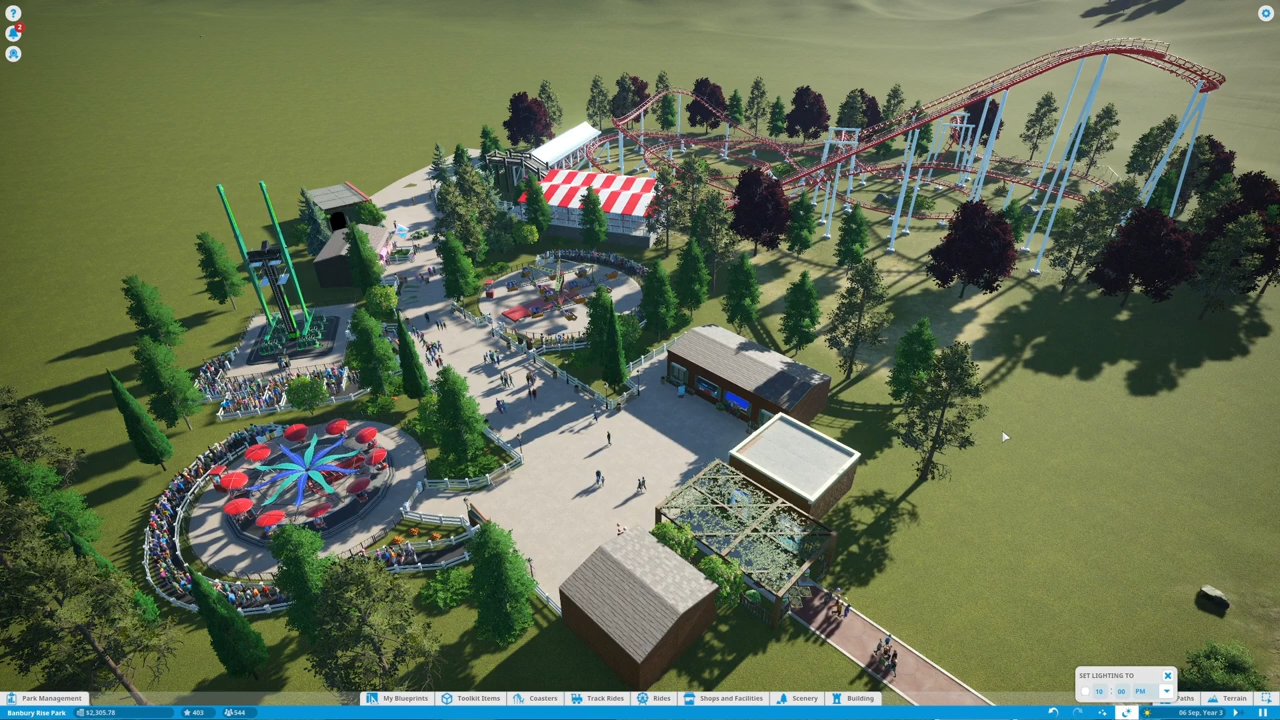 ?
2
SET LIGHTING TO
10 : 00 PM
Park Management
My Blueprints
Toolkit Items
Coasters
Track Rides
Rides
Shops and Facilities
Scenery
Building
Paths
Terrain
Banbury Rise Park
$2,305.78
403
544
06 Sep, Year 3